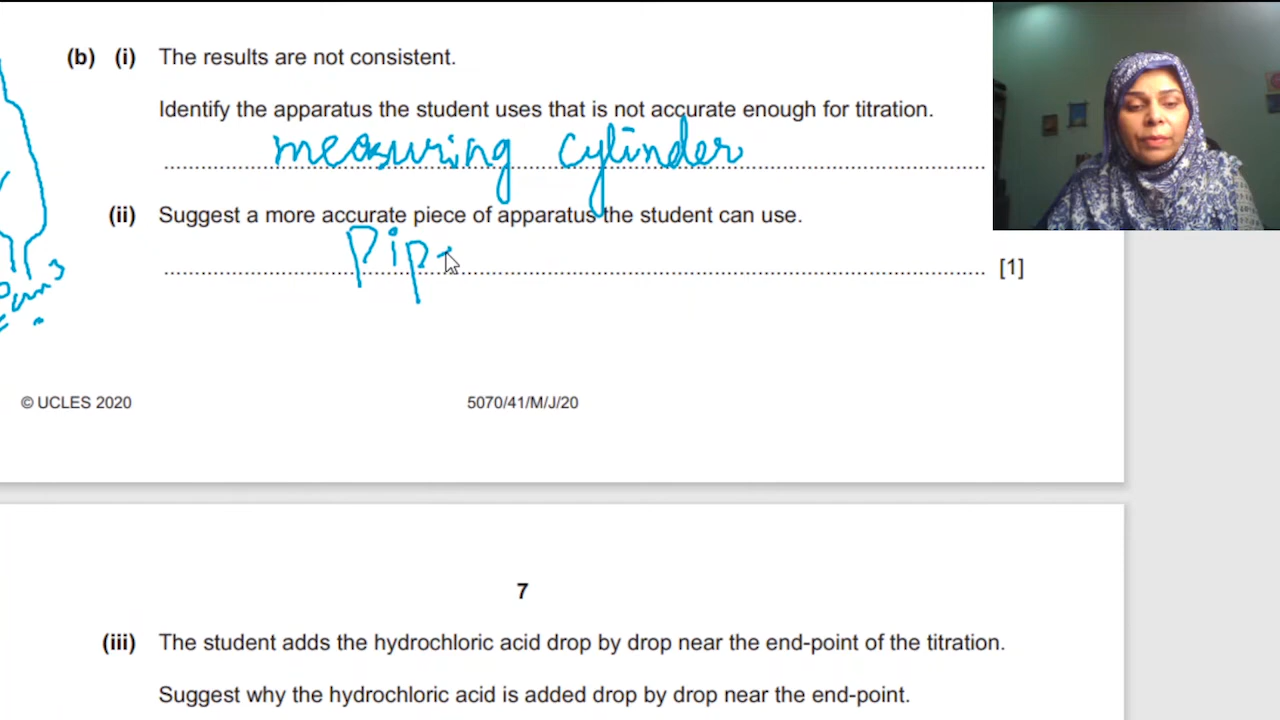 (b) (i) The results are not consistent.
Identify the apparatus the student uses that is not accurate enough for titration.
measuring cylinder
(ii) Suggest a more accurate piece of apparatus the student can use.
Pip
[1]
cm3
© UCLES 2020 5070/41/M/J/20
7
(iii) The student adds the hydrochloric acid drop by drop near the end-point of the titration.
Suggest why the hydrochloric acid is added drop by drop near the end-point.